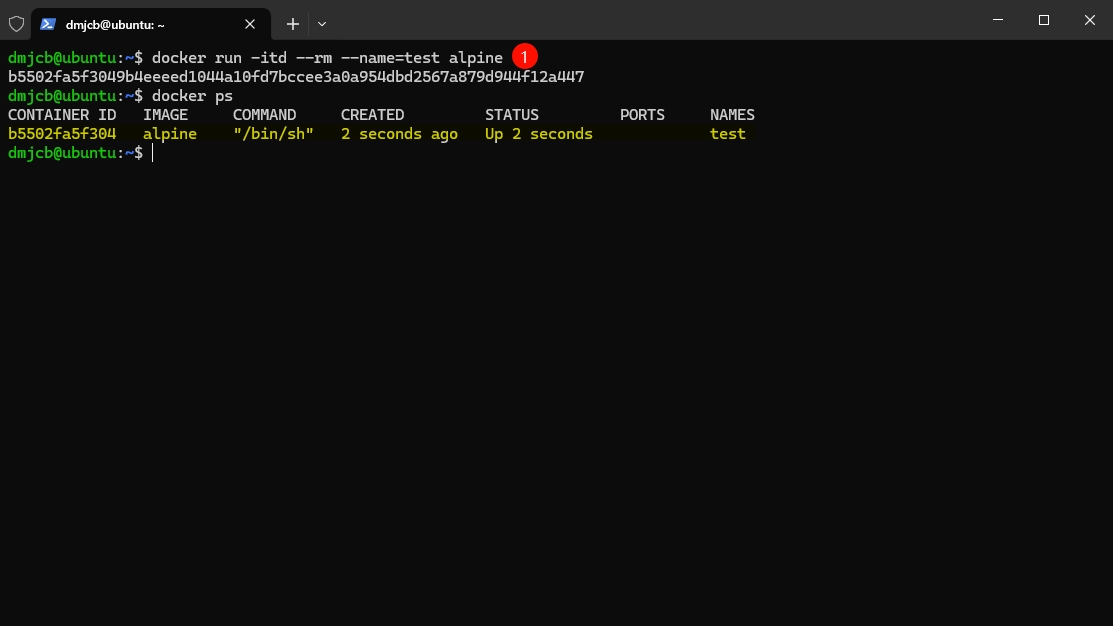 dmjcb@ubuntu: ~
dmjcb@ubuntu:~$ docker run -itd --rm --name=test alpine 1
b5502fa5f3049b4eeeed1044a10fd7bccee3a0a954dbd2567a879d944f12a447
dmjcb@ubuntu:~$ docker ps
CONTAINER ID   IMAGE     COMMAND     CREATED         STATUS         PORTS     NAMES
b5502fa5f304   alpine    "/bin/sh"   2 seconds ago   Up 2 seconds             test
dmjcb@ubuntu:~$